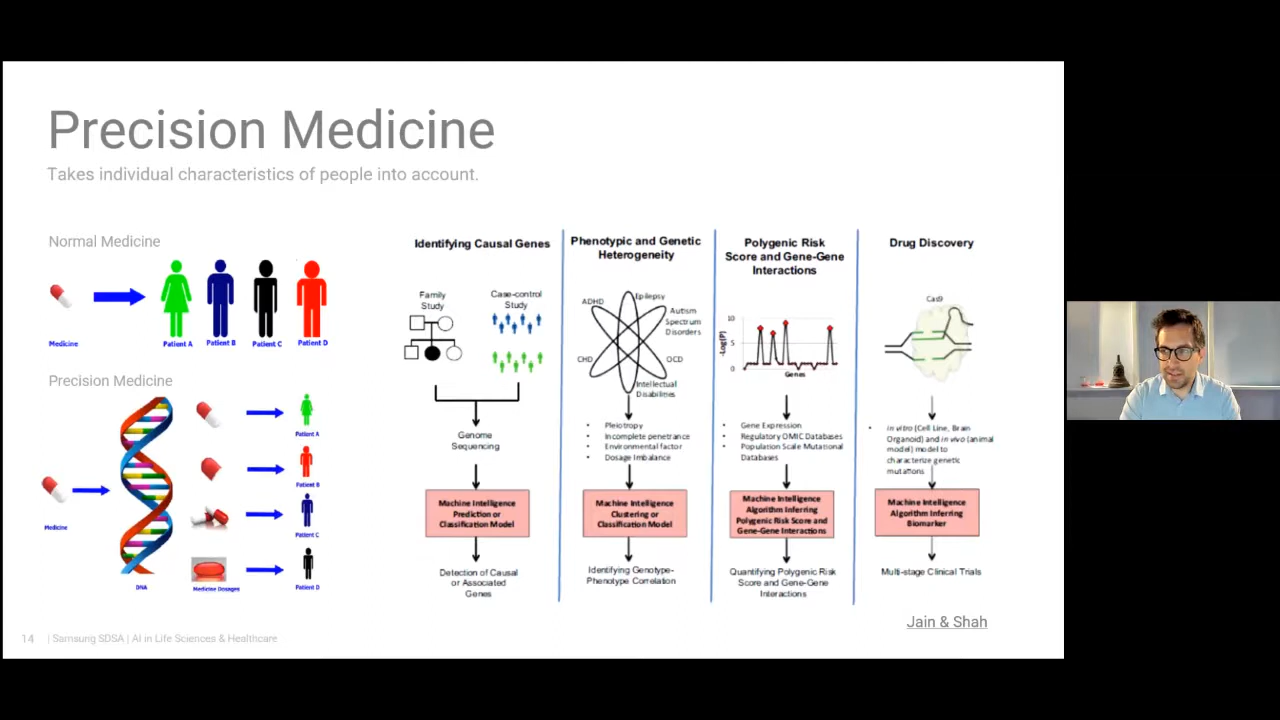 Precision Medicine
Takes individual characteristics of people into account.
Normal Medicine
Medicine
Patient A
Patient B
Patient C
Patient D
Precision Medicine
Medicine
DNA
Medicine Dosages
Patient A
Patient B
Patient C
Patient D
Identifying Causal Genes
Family
Study
Case-control
Study
Genome
Sequencing
Machine Intelligence
Prediction or
Classification Model
Detection of Causal
or Associated
Genes
Phenotypic and Genetic
Heterogeneity
ADHD
Epilepsy
Autism
Spectrum
Disorders
CHD
OCD
Intellectual
Disabilities
• Pleiotropy
• Incomplete penetrance
• Environmental factor
• Dosage Imbalance
Machine Intelligence
Clustering or
Classification Model
Identifying Genotype-
Phenotype Correlation
Polygenic Risk
Score and Gene-Gene
Interactions
-Log(P)
10
5
0
Genes
• Gene Expression
• Regulatory OMIC Databases
• Population Scale Mutational
Databases
Machine Intelligence
Algorithm Inferring
Polygenic Risk Score and
Gene-Gene Interactions
Quantifying Polygenic Risk
Score and Gene-Gene
Interactions
Drug Discovery
Cas9
• in vitro (Cell Line, Brain
Organoid) and in vivo (animal
model) model to
characterize genetic
mutations
Machine Intelligence
Algorithm Inferring
Biomarker
Multi-stage Clinical Trials
Jain & Shah
14 | Samsung SDSA | AI in Life Sciences & Healthcare